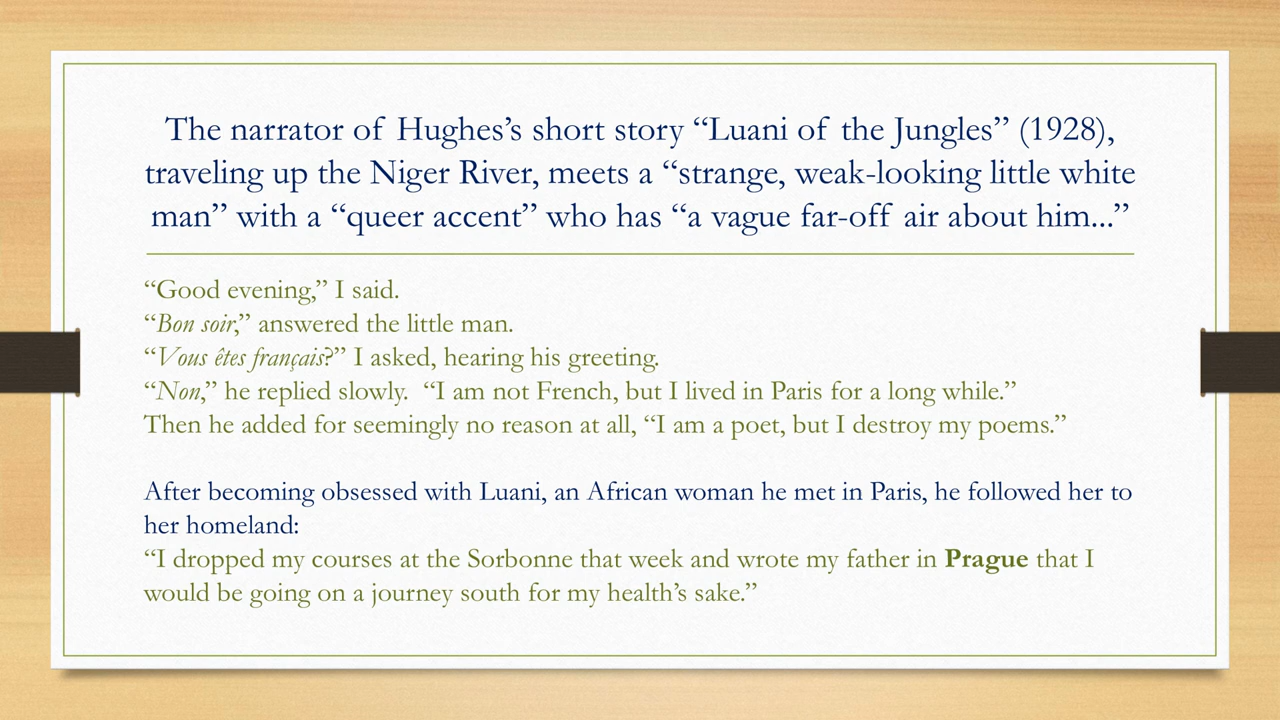 The narrator of Hughes’s short story “Luani of the Jungles” (1928),
traveling up the Niger River, meets a “strange, weak-looking little white
man” with a “queer accent” who has “a vague far-off air about him...”
“Good evening,” I said.
“Bon soir,” answered the little man.
“Vous êtes français?” I asked, hearing his greeting.
“Non,” he replied slowly.  “I am not French, but I lived in Paris for a long while.”
Then he added for seemingly no reason at all, “I am a poet, but I destroy my poems.”
After becoming obsessed with Luani, an African woman he met in Paris, he followed her to
her homeland:
“I dropped my courses at the Sorbonne that week and wrote my father in Prague that I
would be going on a journey south for my health’s sake.”